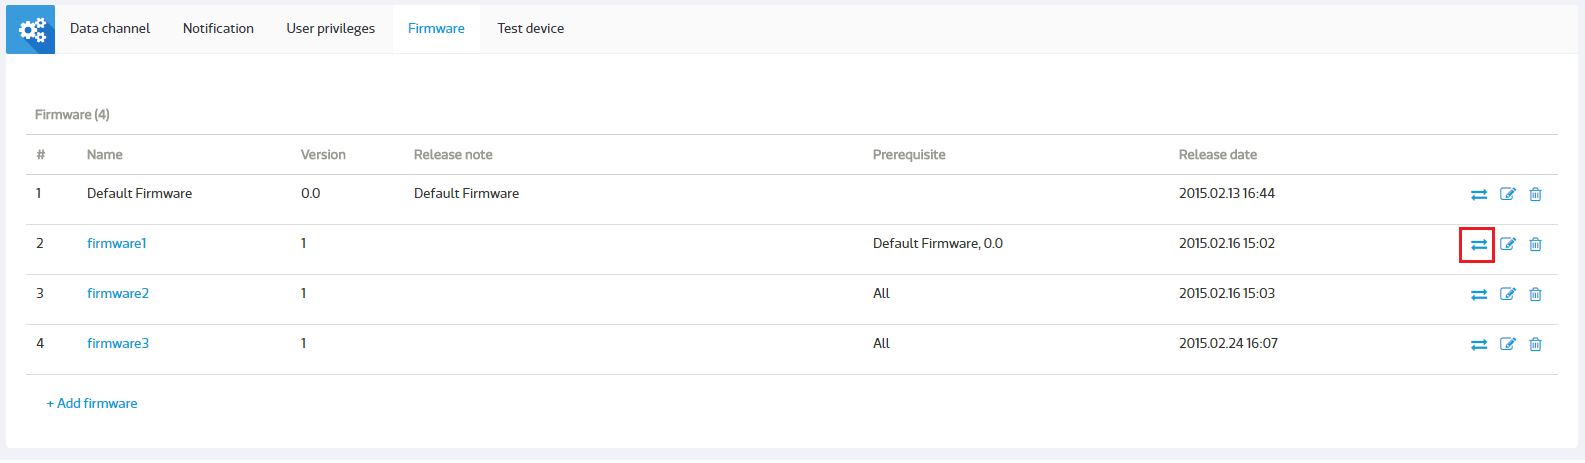 Data channel Notification User privileges Firmware Test device
Firmware (4)
# Name Version Release note Prerequisite Release date
1 Default Firmware 0.0 Default Firmware 2015.02.13 16:44
2 firmware1 1 Default Firmware, 0.0 2015.02.16 15:02
3 firmware2 1 All 2015.02.16 15:03
4 firmware3 1 All 2015.02.24 16:07
+ Add firmware